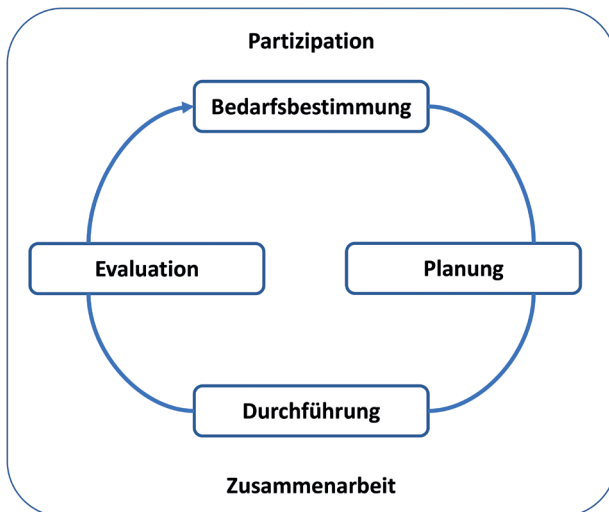 Partizipation
Bedarfsbestimmung
Evaluation
Planung
Durchführung
Zusammenarbeit